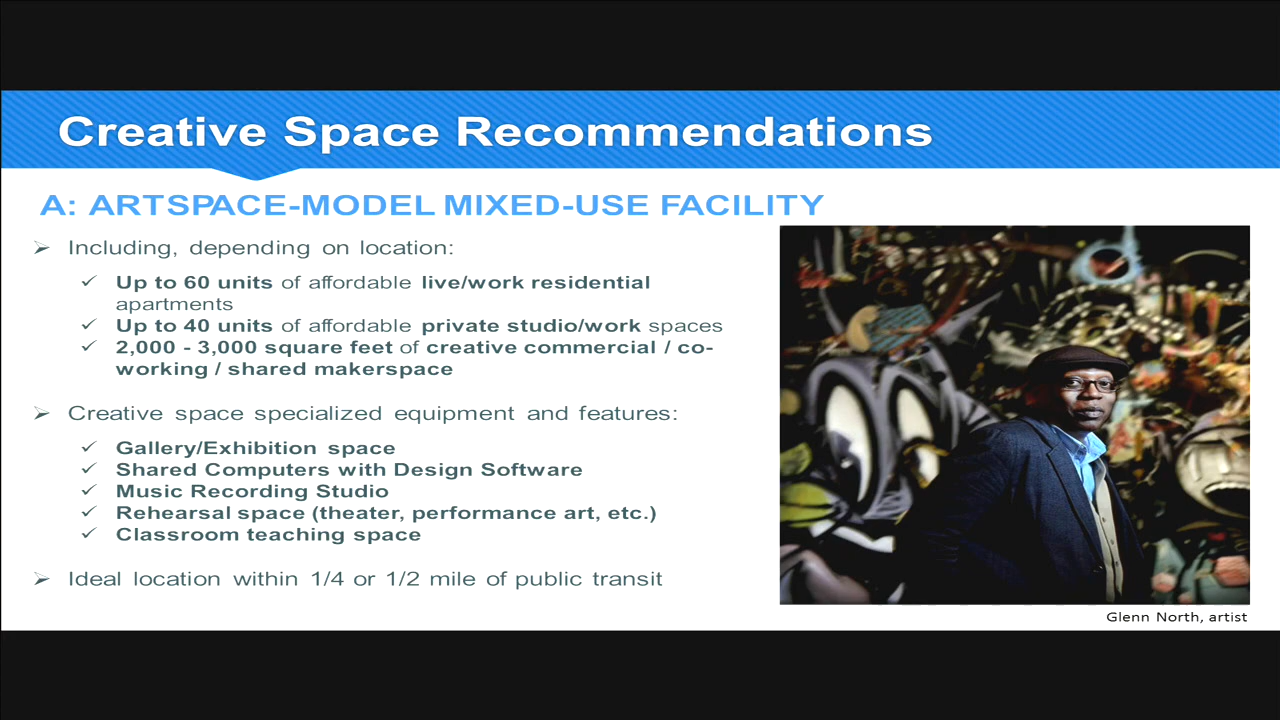 Creative Space Recommendations
A: ARTSPACE-MODEL MIXED-USE FACILITY
Including, depending on location:
Up to 60 units of affordable live/work residential
apartments
Up to 40 units of affordable private studio/work spaces
2,000 - 3,000 square feet of creative commercial / co-
working / shared makerspace
Creative space specialized equipment and features:
Gallery/Exhibition space
Shared Computers with Design Software
Music Recording Studio
Rehearsal space (theater, performance art, etc.)
Classroom teaching space
Ideal location within 1/4 or 1/2 mile of public transit
Glenn North, artist